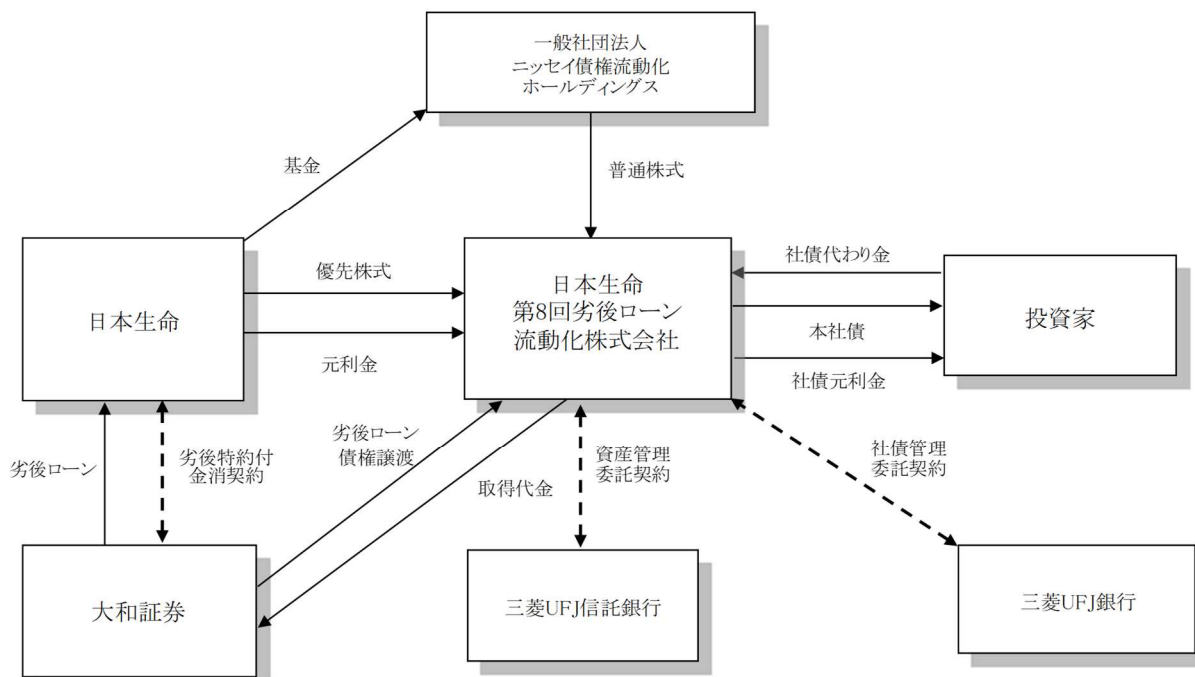 一般社団法人
ニッセイ債権流動化
ホールディングス
基金
普通株式
日本生命
優先株式
元利金
日本生命
第8回劣後ローン
流動化株式会社
社債代わり金
本社債
社債元利金
投資家
劣後ローン
劣後特約付
金消契約
劣後ローン
債権譲渡
取得代金
資産管理
委託契約
社債管理
委託契約
大和証券
三菱UFJ信託銀行
三菱UFJ銀行